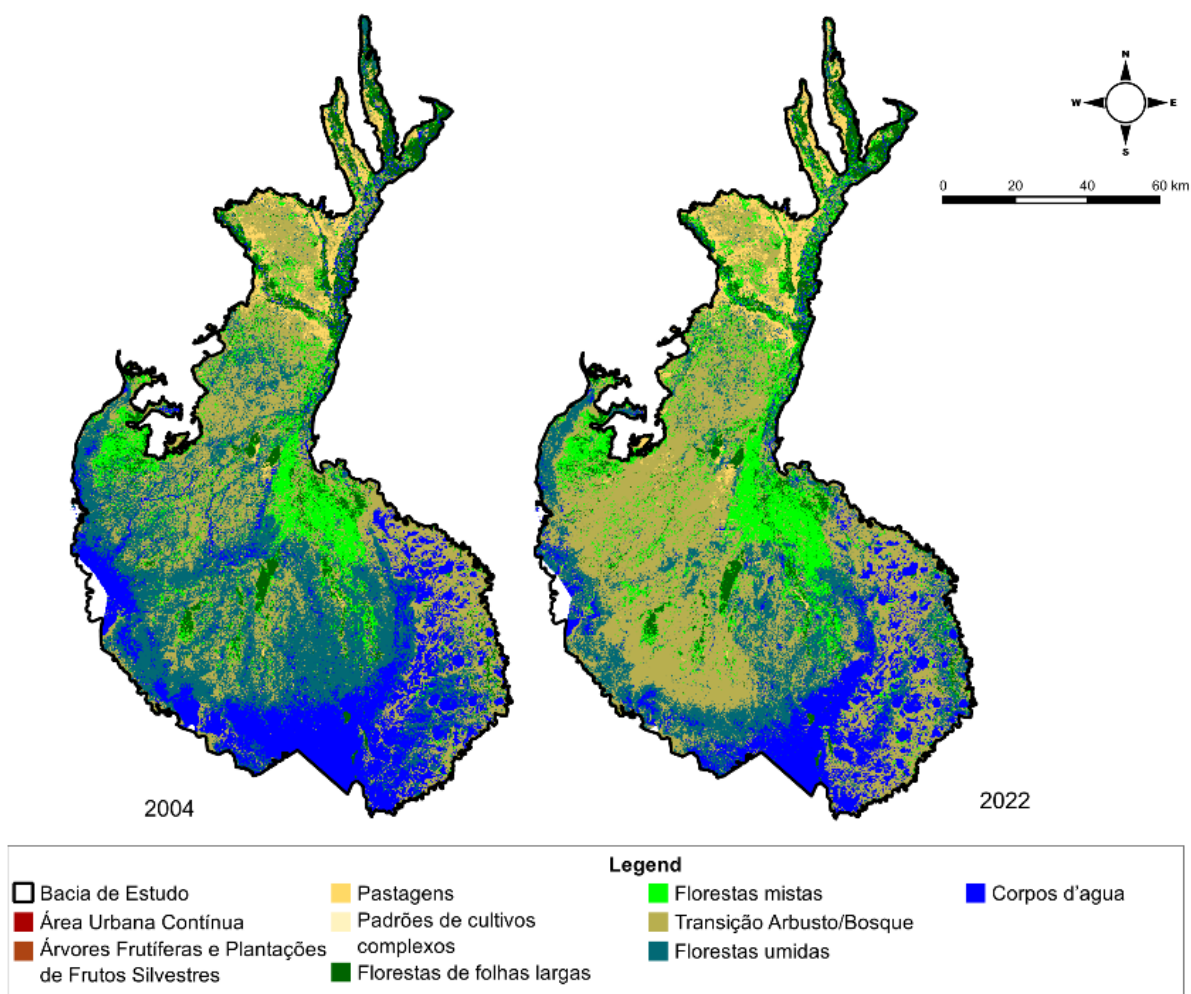 N
W E
S
0 20 40 60 km
2004
2022
Legend
Bacia de Estudo
Área Urbana Contínua
Árvores Frutíferas e Plantações
de Frutos Silvestres
Pastagens
Padrões de cultivos
complexos
Florestas de folhas largas
Florestas mistas
Transição Arbusto/Bosque
Florestas umidas
Corpos d'agua